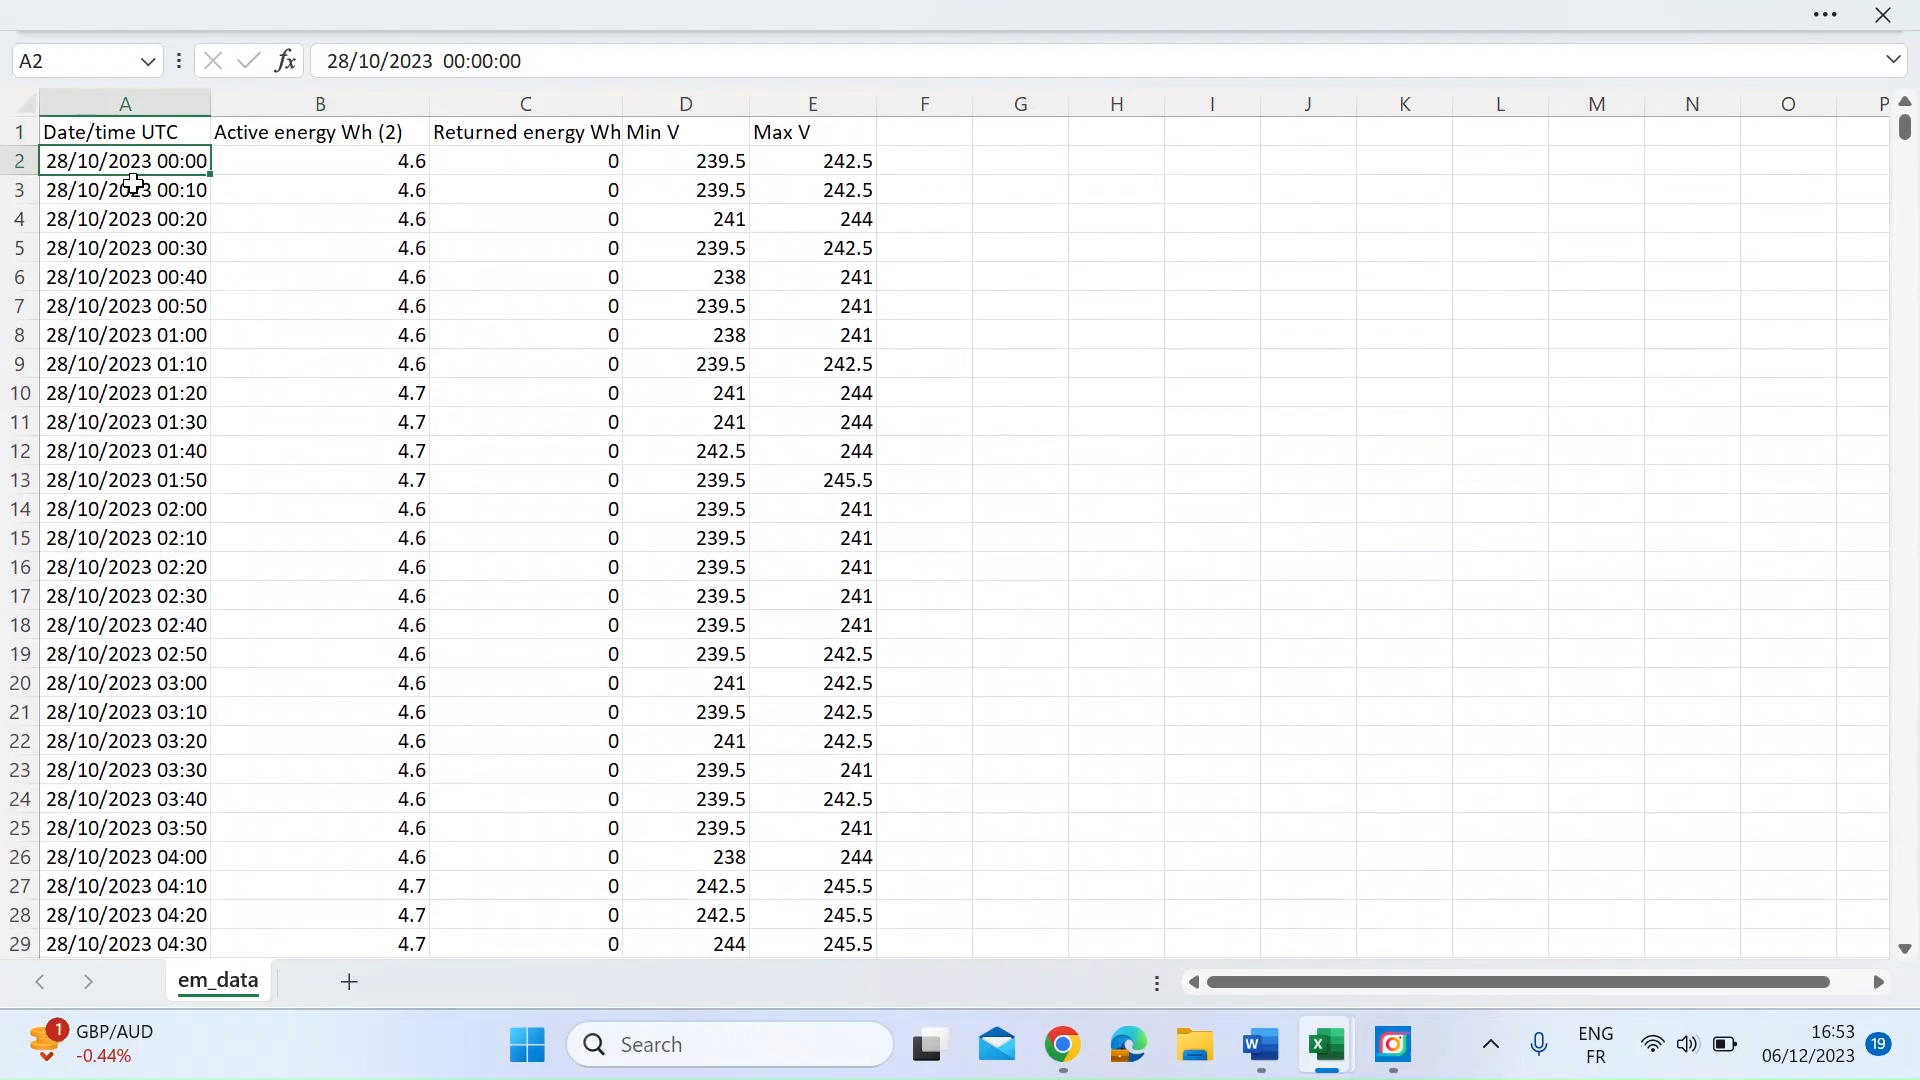 A2 fx 28/10/2023 00:00:00
A B C D E F G H I J K L M N O P
1 Date/time UTC Active energy Wh (2) Returned energy Wh Min V Max V
2 28/10/2023 00:00 4.6 0 239.5 242.5
3 28/10/2023 00:10 4.6 0 239.5 242.5
4 28/10/2023 00:20 4.6 0 241 244
5 28/10/2023 00:30 4.6 0 239.5 242.5
6 28/10/2023 00:40 4.6 0 238 241
7 28/10/2023 00:50 4.6 0 239.5 241
8 28/10/2023 01:00 4.6 0 238 241
9 28/10/2023 01:10 4.6 0 239.5 242.5
10 28/10/2023 01:20 4.7 0 241 244
11 28/10/2023 01:30 4.7 0 241 244
12 28/10/2023 01:40 4.7 0 242.5 244
13 28/10/2023 01:50 4.7 0 239.5 245.5
14 28/10/2023 02:00 4.6 0 239.5 241
15 28/10/2023 02:10 4.6 0 239.5 241
16 28/10/2023 02:20 4.6 0 239.5 241
17 28/10/2023 02:30 4.6 0 239.5 241
18 28/10/2023 02:40 4.6 0 239.5 241
19 28/10/2023 02:50 4.6 0 239.5 242.5
20 28/10/2023 03:00 4.6 0 241 242.5
21 28/10/2023 03:10 4.6 0 239.5 242.5
22 28/10/2023 03:20 4.6 0 241 242.5
23 28/10/2023 03:30 4.6 0 239.5 241
24 28/10/2023 03:40 4.6 0 239.5 242.5
25 28/10/2023 03:50 4.6 0 239.5 241
26 28/10/2023 04:00 4.6 0 238 244
27 28/10/2023 04:10 4.7 0 242.5 245.5
28 28/10/2023 04:20 4.7 0 242.5 245.5
29 28/10/2023 04:30 4.7 0 244 245.5
em_data
1 GBP/AUD
-0.44%
Search
W
X
ENG
FR
16:53
06/12/2023
19